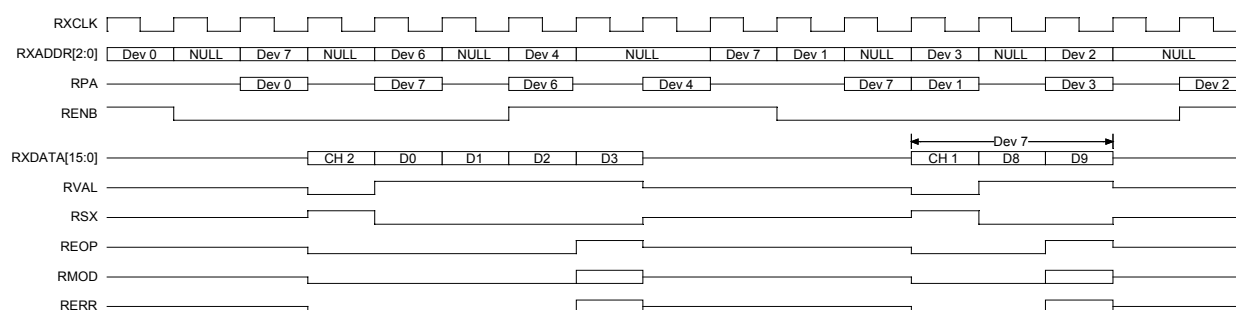 RXCLK
RXADDR[2:0] Dev 0 NULL Dev 7 NULL Dev 6 NULL Dev 4 NULL Dev 7 Dev 1 NULL Dev 3 NULL Dev 2 NULL
RPA Dev 0 Dev 7 Dev 6 Dev 4 Dev 7 Dev 1 Dev 3 Dev 2
RENB
Dev 7
RXDATA[15:0] CH 2 D0 D1 D2 D3 CH 1 D8 D9
RVAL
RSX
REOP
RMOD
RERR